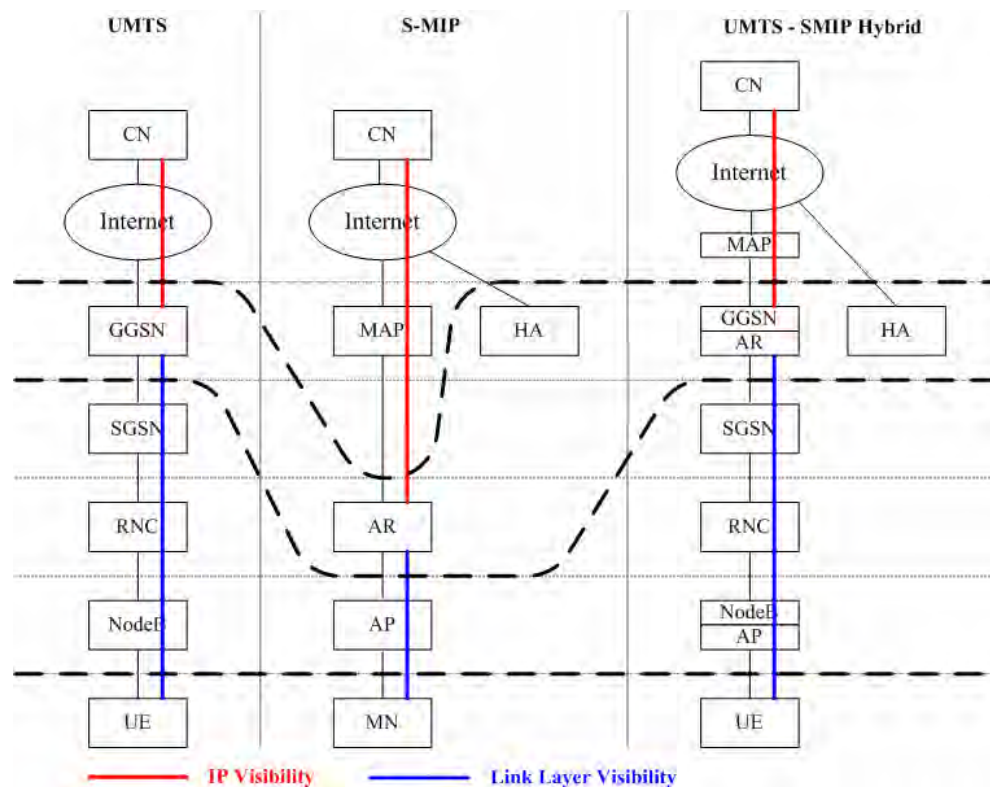 UMTS
S-MIP
UMTS - SMIP Hybrid
CN
Internet
GGSN
SGSN
RNC
NodeB
UE
CN
Internet
MAP
HA
AR
AP
MN
CN
Internet
MAP
GGSN
AR
HA
SGSN
RNC
NodeB
AP
UE
IP Visibility
Link Layer Visibility